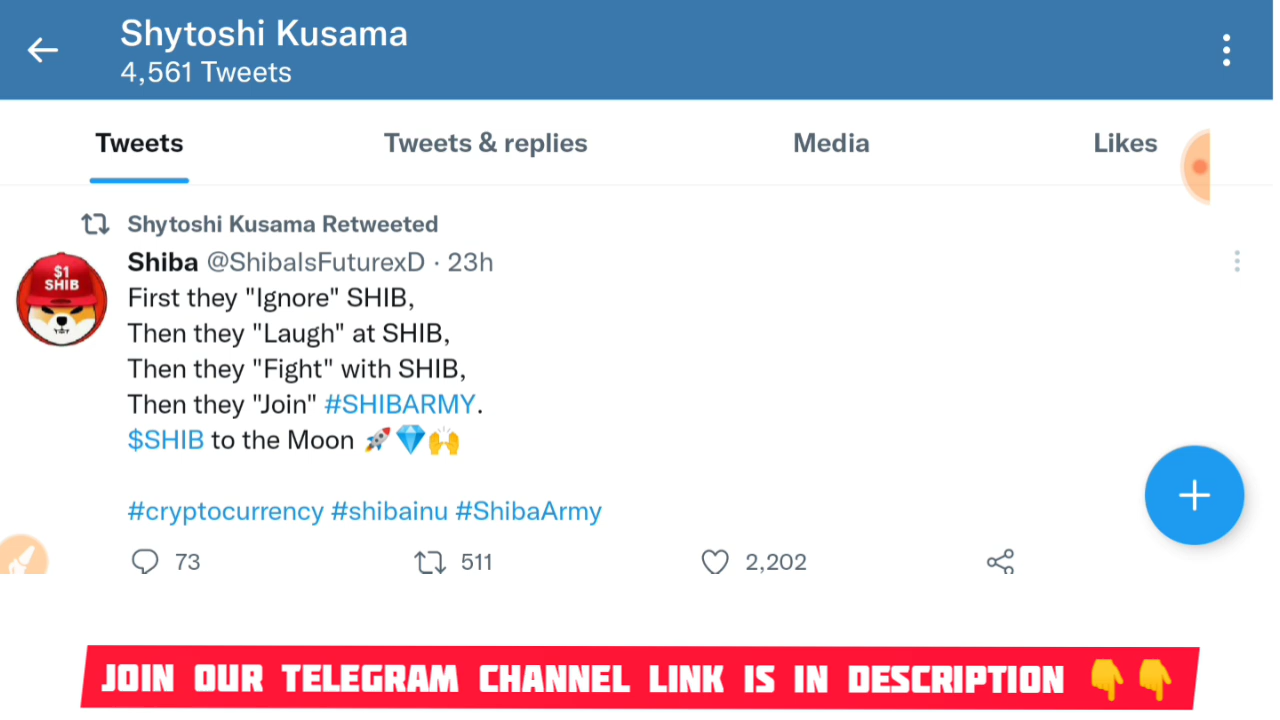 Shytoshi Kusama
4,561 Tweets
Tweets
Tweets & replies
Media
Likes
Shytoshi Kusama Retweeted
$1
SHIB
Shiba @ShibaIsFuturexD · 23h
First they "Ignore" SHIB,
Then they "Laugh" at SHIB,
Then they "Fight" with SHIB,
Then they "Join" #SHIBARMY.
$SHIB to the Moon 🚀💎🙌
#cryptocurrency #shibainu #ShibaArmy
73
511
2,202
JOIN OUR TELEGRAM CHANNEL LINK IS IN DESCRIPTION 👇👇